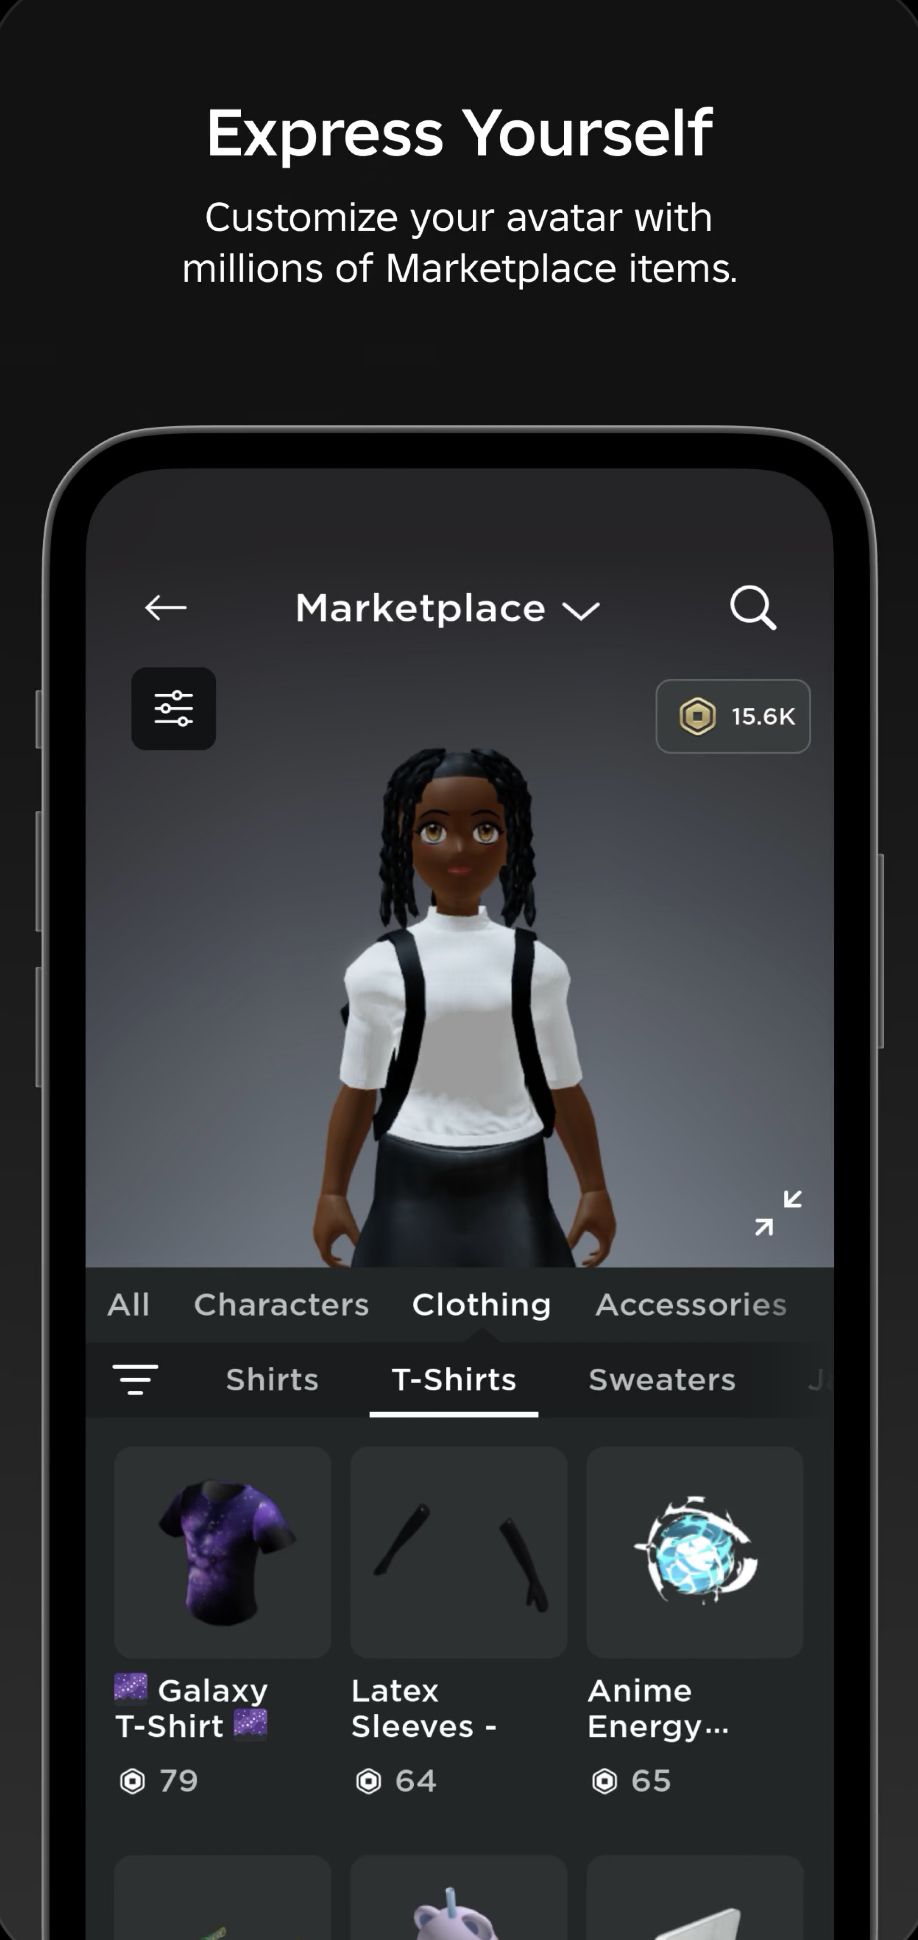 Express Yourself
Customize your avatar with
millions of Marketplace items.
Marketplace
15.6K
All Characters Clothing Accessories
Shirts T-Shirts Sweaters
Galaxy
T-Shirt
79
Latex
Sleeves -
64
Anime
Energy...
65